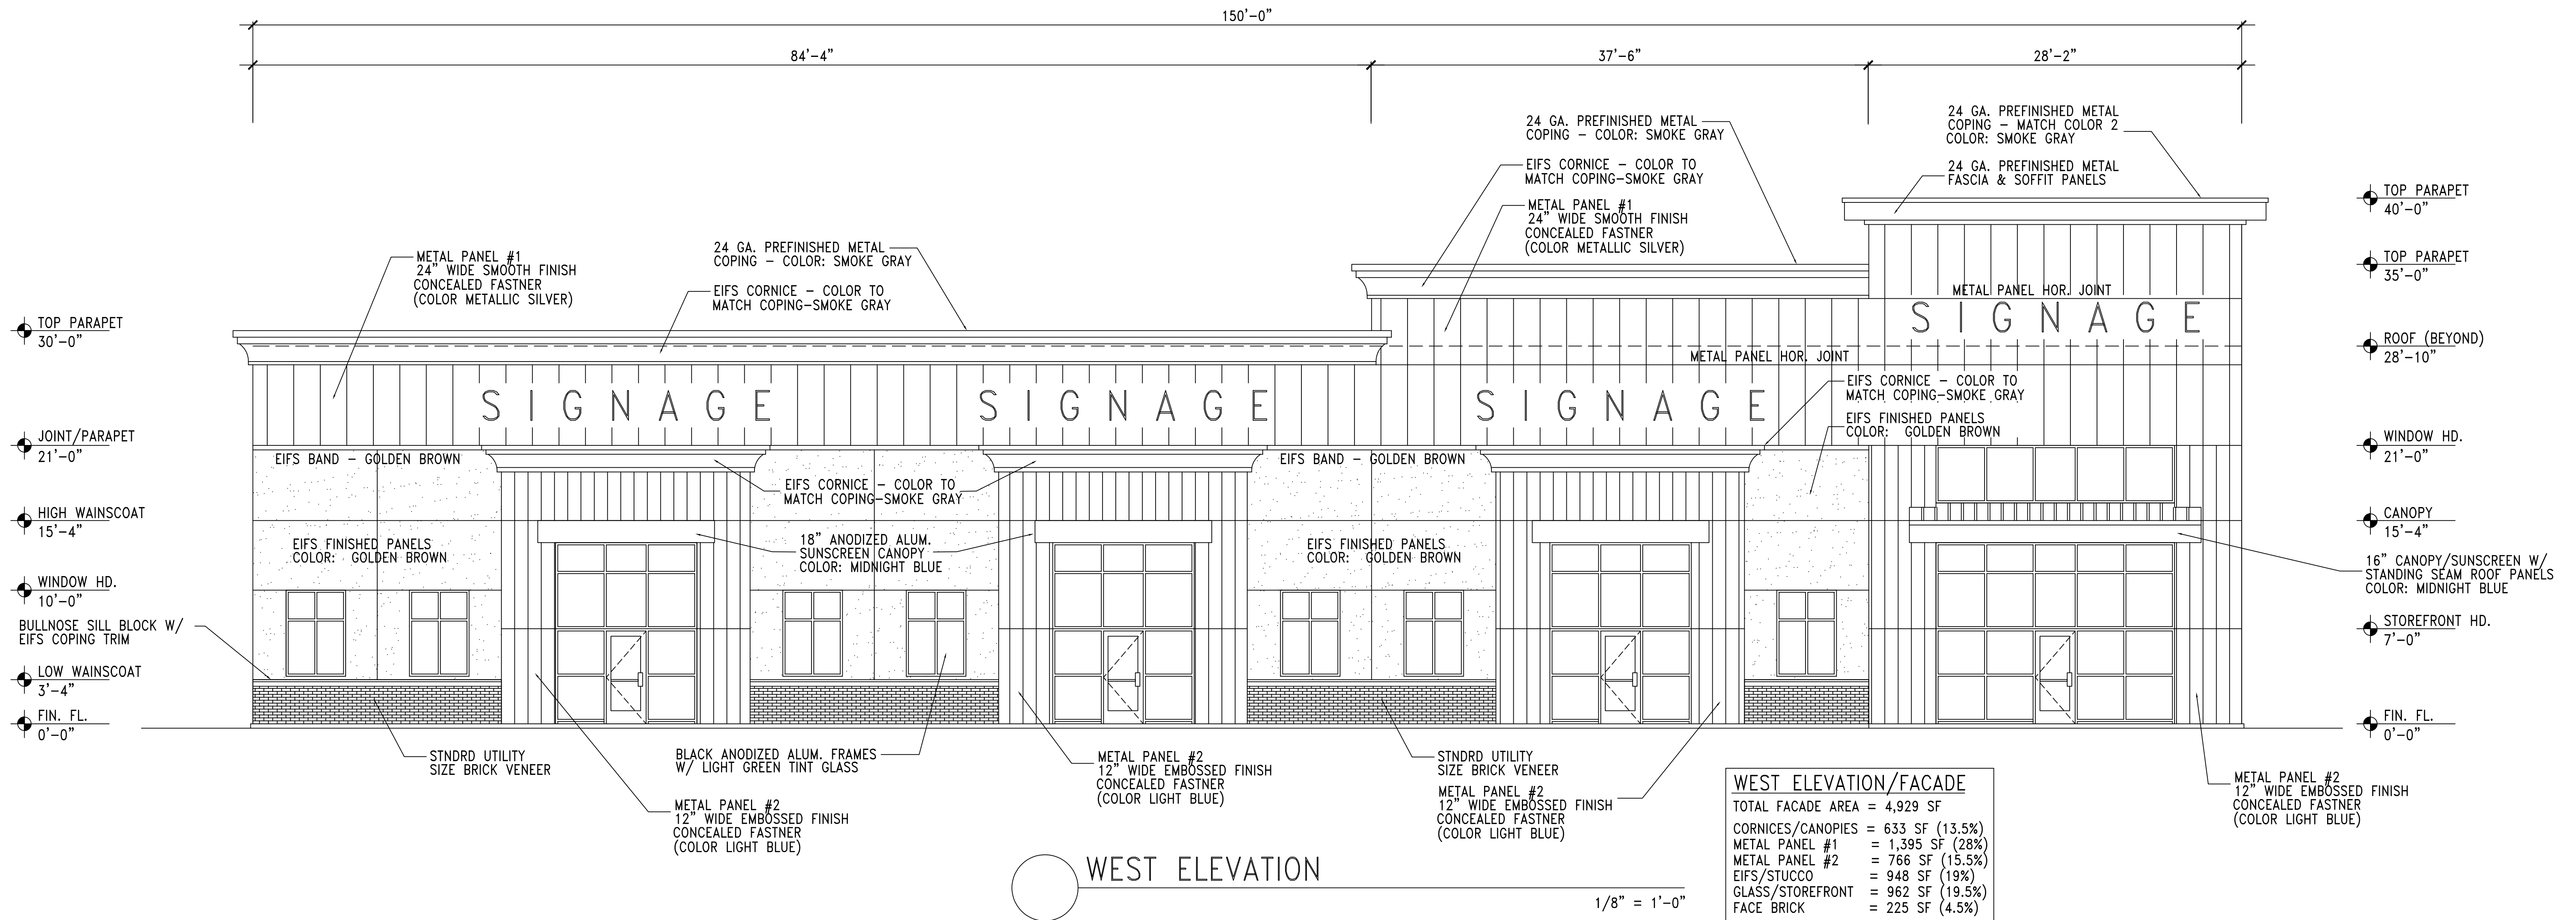 150'-0"
84'-4"
37'-6"
28'-2"
24 GA. PREFINISHED METAL
COPING - COLOR: SMOKE GRAY
EIFS CORNICE - COLOR TO
MATCH COPING-SMOKE GRAY
METAL PANEL #1
24" WIDE SMOOTH FINISH
CONCEALED FASTNER
(COLOR METALLIC SILVER)
24 GA. PREFINISHED METAL
COPING - MATCH COLOR 2
COLOR: SMOKE GRAY
24 GA. PREFINISHED METAL
FASCIA & SOFFIT PANELS
METAL PANEL #1
24" WIDE SMOOTH FINISH
CONCEALED FASTNER
(COLOR METALLIC SILVER)
24 GA. PREFINISHED METAL
COPING - COLOR: SMOKE GRAY
EIFS CORNICE - COLOR TO
MATCH COPING-SMOKE GRAY
TOP PARAPET
30'-0"
JOINT/PARAPET
21'-0"
HIGH WAINSCOAT
15'-4"
WINDOW HD.
10'-0"
BULLNOSE SILL BLOCK W/
EIFS COPING TRIM
LOW WAINSCOAT
3'-4"
FIN. FL.
0'-0"
TOP PARAPET
40'-0"
TOP PARAPET
35'-0"
ROOF (BEYOND)
28'-10"
WINDOW HD.
21'-0"
CANOPY
15'-4"
16" CANOPY/SUNSCREEN W/
STANDING SEAM ROOF PANELS
COLOR: MIDNIGHT BLUE
STOREFRONT HD.
7'-0"
FIN. FL.
0'-0"
METAL PANEL HOR. JOINT
SIGNAGE
METAL PANEL HOR. JOINT
SIGNAGE
SIGNAGE
SIGNAGE
EIFS CORNICE - COLOR TO
MATCH COPING-SMOKE GRAY
EIFS FINISHED PANELS
COLOR: GOLDEN BROWN
EIFS BAND - GOLDEN BROWN
EIFS BAND - GOLDEN BROWN
EIFS CORNICE - COLOR TO
MATCH COPING-SMOKE GRAY
EIFS FINISHED PANELS
COLOR: GOLDEN BROWN
18" ANODIZED ALUM.
SUNSCREEN CANOPY
COLOR: MIDNIGHT BLUE
EIFS FINISHED PANELS
COLOR: GOLDEN BROWN
STNDRD UTILITY
SIZE BRICK VENEER
BLACK ANODIZED ALUM. FRAMES
W/ LIGHT GREEN TINT GLASS
METAL PANEL #2
12" WIDE EMBOSSED FINISH
CONCEALED FASTNER
(COLOR LIGHT BLUE)
METAL PANEL #2
12" WIDE EMBOSSED FINISH
CONCEALED FASTNER
(COLOR LIGHT BLUE)
STNDRD UTILITY
SIZE BRICK VENEER
METAL PANEL #2
12" WIDE EMBOSSED FINISH
CONCEALED FASTNER
(COLOR LIGHT BLUE)
METAL PANEL #2
12" WIDE EMBOSSED FINISH
CONCEALED FASTNER
(COLOR LIGHT BLUE)
WEST ELEVATION/FACADE
TOTAL FACADE AREA = 4,929 SF
CORNICES/CANOPIES = 633 SF (13.5%)
METAL PANEL #1 = 1,395 SF (28%)
METAL PANEL #2 = 766 SF (15.5%)
EIFS/STUCCO = 948 SF (19%)
GLASS/STOREFRONT = 962 SF (19.5%)
FACE BRICK = 225 SF (4.5%)
WEST ELEVATION
1/8" = 1'-0"